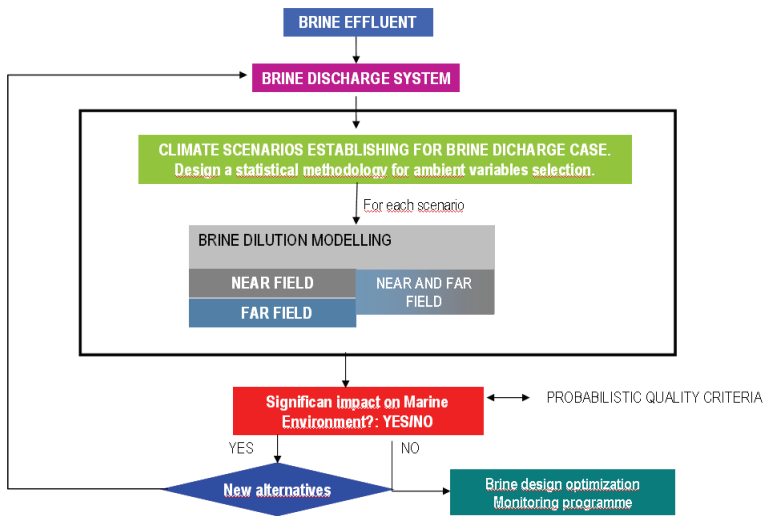 BRINE EFFLUENT
BRINE DISCHARGE SYSTEM
CLIMATE SCENARIOS ESTABLISHING FOR BRINE DICHARGE CASE.
Design a statistical methodology for ambient variables selection.
For each scenario
BRINE DILUTION MODELLING
NEAR FIELD
FAR FIELD
NEAR AND FAR
FIELD
Significan impact on Marine
Environment?: YES/NO
PROBABILISTIC QUALITY CRITERIA
YES
NO
New alternatives
Brine design optimization
Monitoring programme